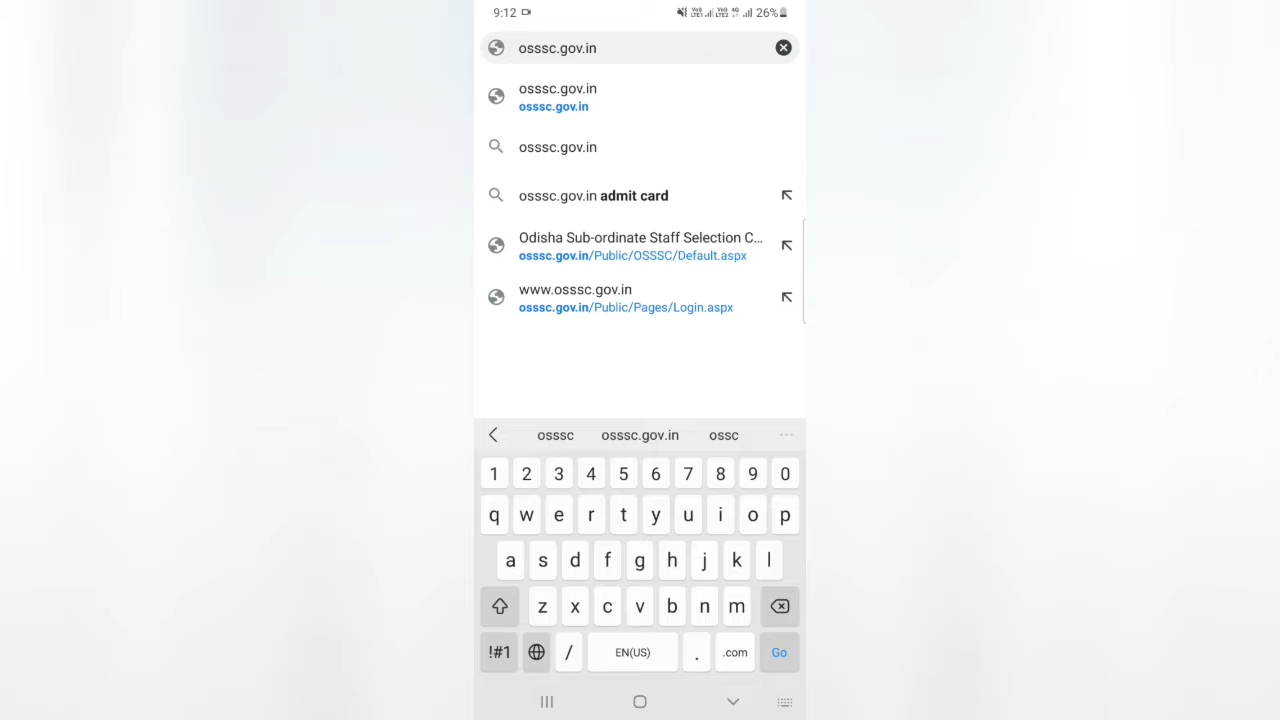 9:12 26%
osssc.gov.in
osssc.gov.in
osssc.gov.in
osssc.gov.in
osssc.gov.in admit card
Odisha Sub-ordinate Staff Selection C...
osssc.gov.in/Public/OSSSC/Default.aspx
www.osssc.gov.in
osssc.gov.in/Public/Pages/Login.aspx
osssc osssc.gov.in ossc ...
1 2 3 4 5 6 7 8 9 0
q w e r t y u i o p
a s d f g h j k l
z x c v b n m
!#1 / EN(US) . .com Go